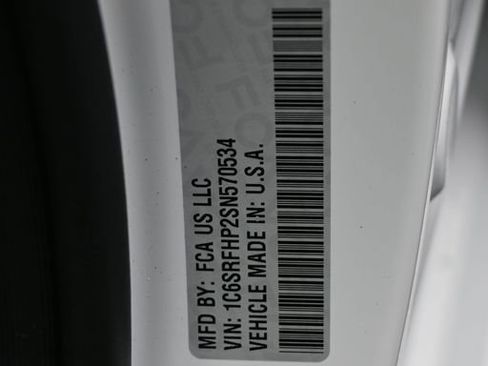 MFD BY: FCA US LLC
VIN: 1C6SRFHP2SN570534
VEHICLE MADE IN: U.S.A.